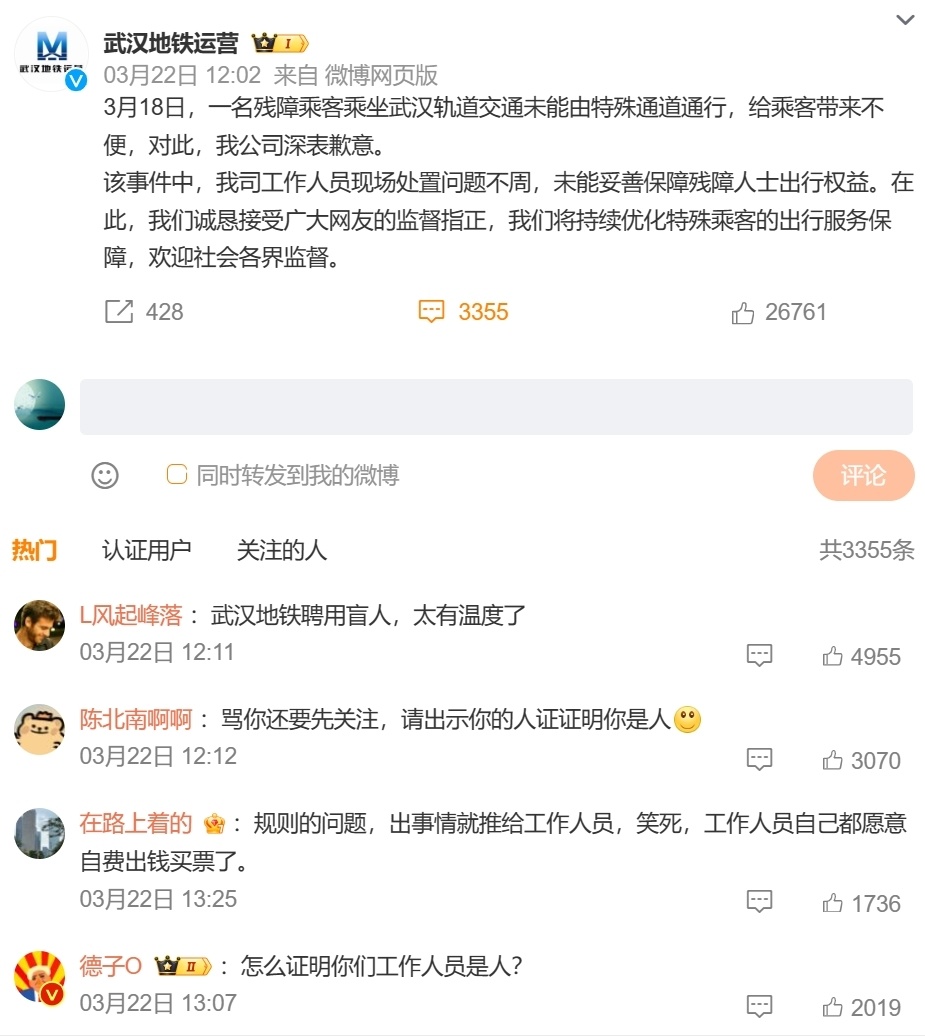 武汉地铁运营 I
武汉地铁运营
03月22日 12:02 来自 微博网页版
3月18日，一名残障乘客乘坐武汉轨道交通未能由特殊通道通行，给乘客带来不
便，对此，我公司深表歉意。
该事件中，我司工作人员现场处置问题不周，未能妥善保障残障人士出行权益。在
此，我们诚恳接受广大网友的监督指正，我们将持续优化特殊乘客的出行服务保
障，欢迎社会各界监督。
428 3355 26761
同时转发到我的微博 评论
热门 认证用户 关注的人 共3355条
L风起峰落：武汉地铁聘用盲人，太有温度了
03月22日 12:11 4955
陈北南啊啊：骂你还要先关注，请出示你的人证证明你是人
03月22日 12:12 3070
在路上着的：规则的问题，出事情就推给工作人员，笑死，工作人员自己都愿意
自费出钱买票了。
03月22日 13:25 1736
德子O II：怎么证明你们工作人员是人？
03月22日 13:07 2019